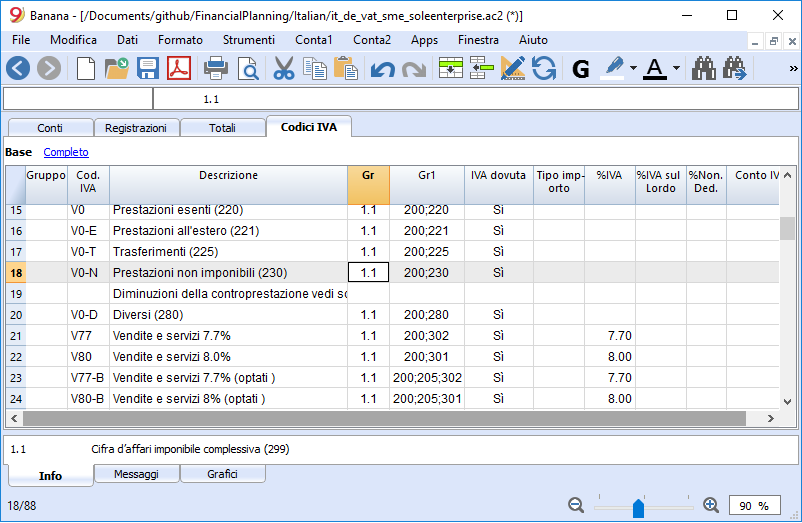 Banana - [/Documents/github/FinancialPlanning/Italian/it_de_vat_sme_soleenterprise.ac2 (*)]
File Modifica Dati Formato Strumenti Conta1 Conta2 Apps Finestra Aiuto
G A »
1.1
Conti Registrazioni Totali Codici IVA
Base Completo
Gruppo Cod. IVA Descrizione Gr Gr1 IVA dovuta Tipo imp- orto %IVA %IVA sul Lordo %Non. Ded. Conto IV
15 V0 Prestazioni esenti (220) 1.1 200;220 Sì
16 V0-E Prestazioni all'estero (221) 1.1 200;221 Sì
17 V0-T Trasferimenti (225) 1.1 200;225 Sì
18 V0-N Prestazioni non imponibili (230) 1.1 200;230 Sì
19 Diminuzioni della controprestazione vedi so
20 V0-D Diversi (280) 1.1 200;280 Sì
21 V77 Vendite e servizi 7.7% 1.1 200;302 Sì 7.70
22 V80 Vendite e servizi 8.0% 1.1 200;301 Sì 8.00
23 V77-B Vendite e servizi 7.7% (optati ) 1.1 200;205;302 Sì 7.70
24 V80-B Vendite e servizi 8% (optati ) 1.1 200;205;301 Sì 8.00
1.1 Cifra d'affari imponibile complessiva (299)
Info Messaggi Grafici
18/88 90 %